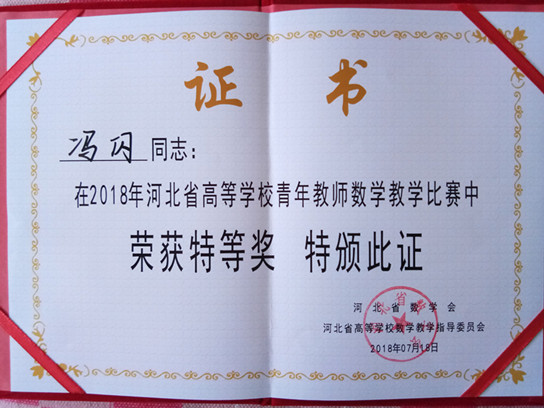 证 书
冯闪 同志：
在2018年河北省高等学校青年教师数学教学比赛中
荣获特等奖 特颁此证
河北省数学会
河北省高等学校数学教学指导委员会
2018年07月18日